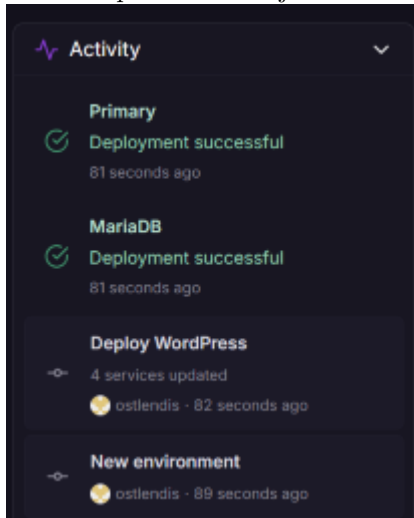 Activity
Primary
Deployment successful
81 seconds ago
MariaDB
Deployment successful
81 seconds ago
Deploy WordPress
4 services updated
ostlendis · 82 seconds ago
New environment
ostlendis · 89 seconds ago